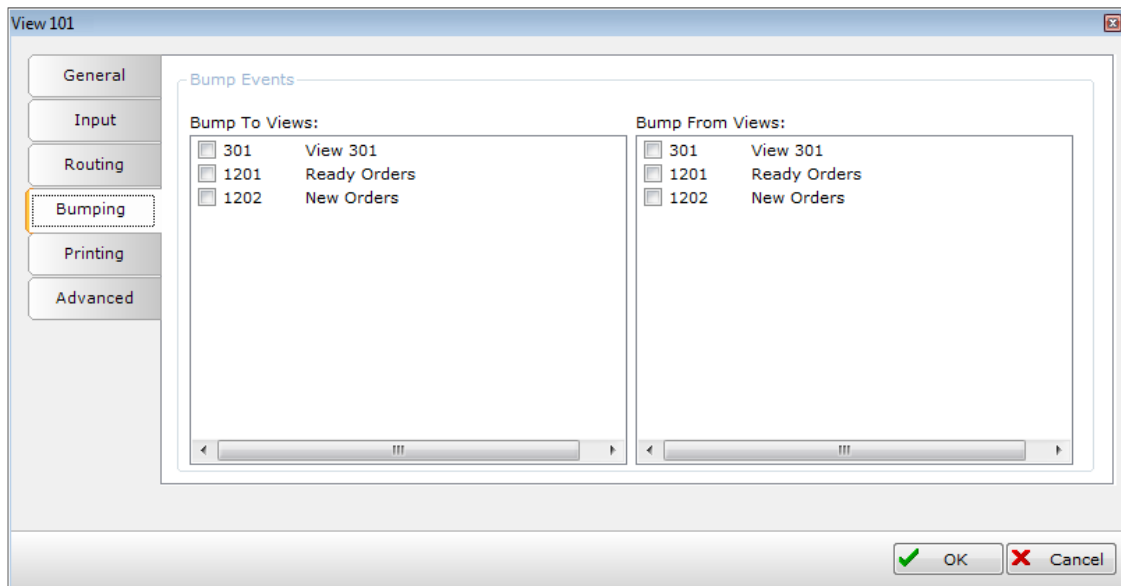 View 101
General
Input
Routing
Bumping
Printing
Advanced
Bump Events
Bump To Views:
301 View 301
1201 Ready Orders
1202 New Orders
Bump From Views:
301 View 301
1201 Ready Orders
1202 New Orders
OK
Cancel